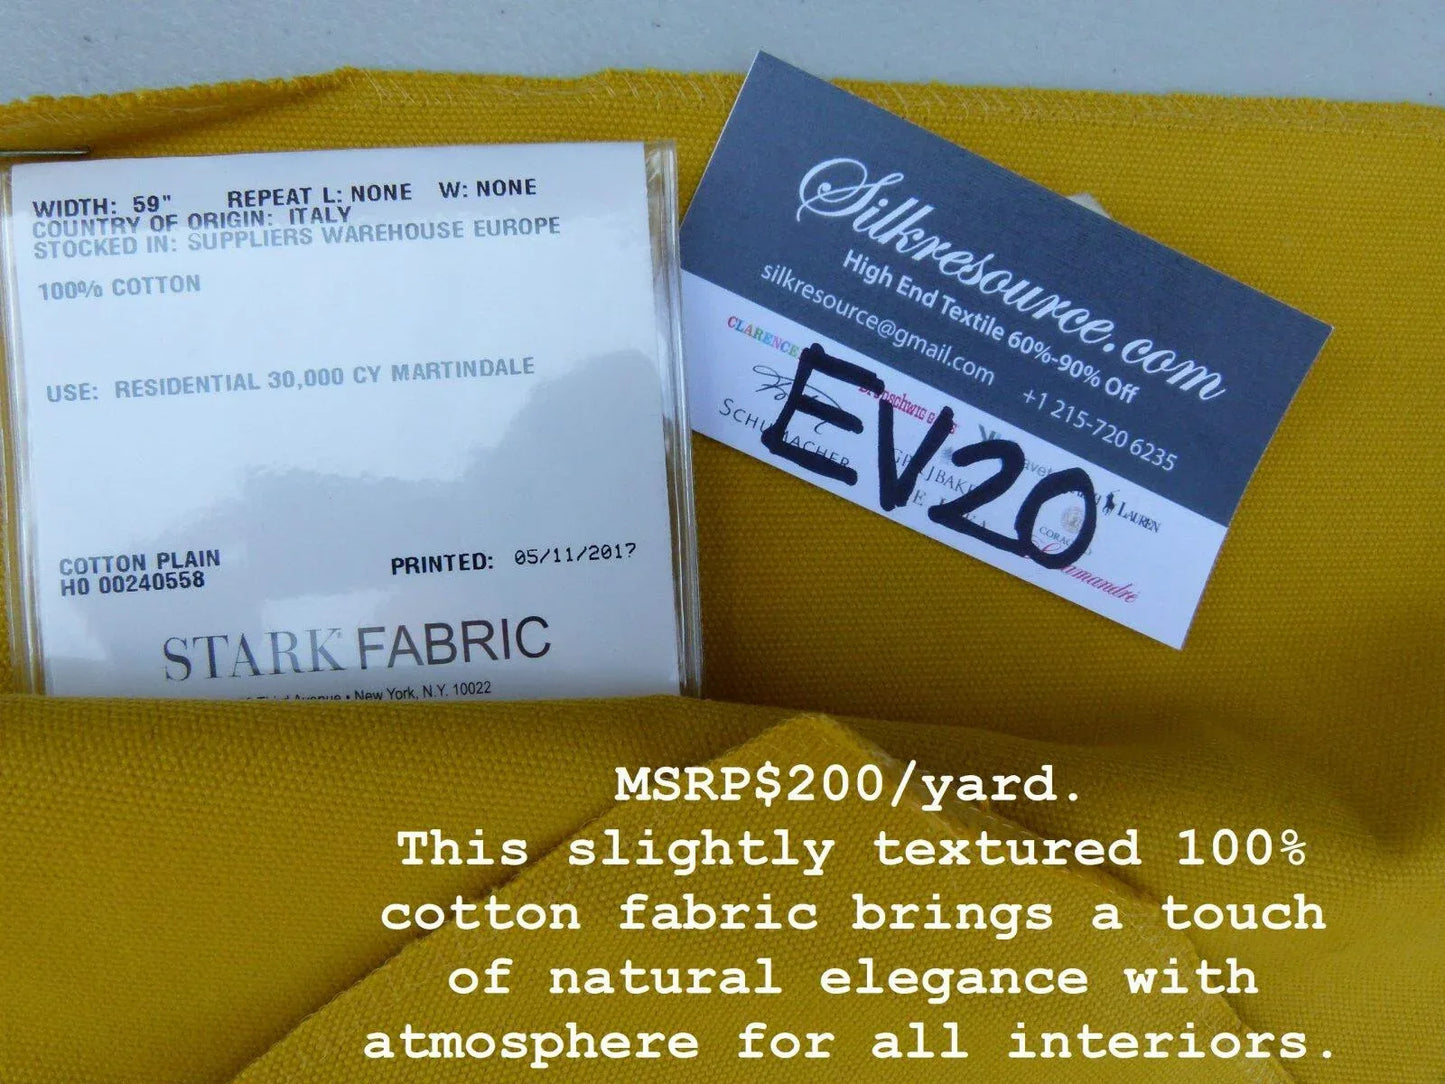 WIDTH: 59" REPEAT L: NONE W: NONE
COUNTRY OF ORIGIN: ITALY
STOCKED IN: SUPPLIERS WAREHOUSE EUROPE
100% COTTON
USE: RESIDENTIAL 30,000 CY MARTINDALE
COTTON PLAIN
H0 00240558
PRINTED: 05/11/2017
STARK FABRIC
Third Avenue • New York, N.Y. 10022
Silkresource.com
High End Textile 60%-90% Off
silkresource@gmail.com
+1 215-720 6235
CLARENCE
SCHUMACHER
LAUREN
EV20
MSRP$200/yard.
This slightly textured 100%
cotton fabric brings a touch
of natural elegance with
atmosphere for all interiors.